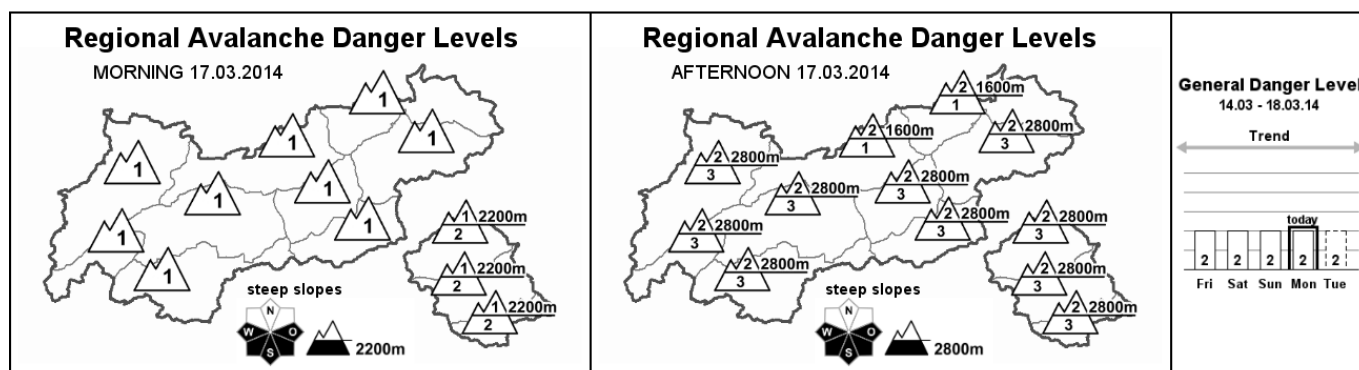 Regional Avalanche Danger Levels
MORNING 17.03.2014
1
1
1
1
1
1
1
1
1
1 2200m
2
1 2200m
2
1 2200m
2
steep slopes
N
W O
S
2200m
Regional Avalanche Danger Levels
AFTERNOON 17.03.2014
2 1600m
1
2 1600m
1
2 2800m
3
2 2800m
3
2 2800m
3
2 2800m
3
2 2800m
3
2 2800m
3
2 2800m
3
2 2800m
3
2 2800m
3
2 2800m
3
steep slopes
N
W O
S
2800m
General Danger Level
14.03 - 18.03.14
Trend
today
2 2 2 2 2
Fri Sat Sun Mon Tue